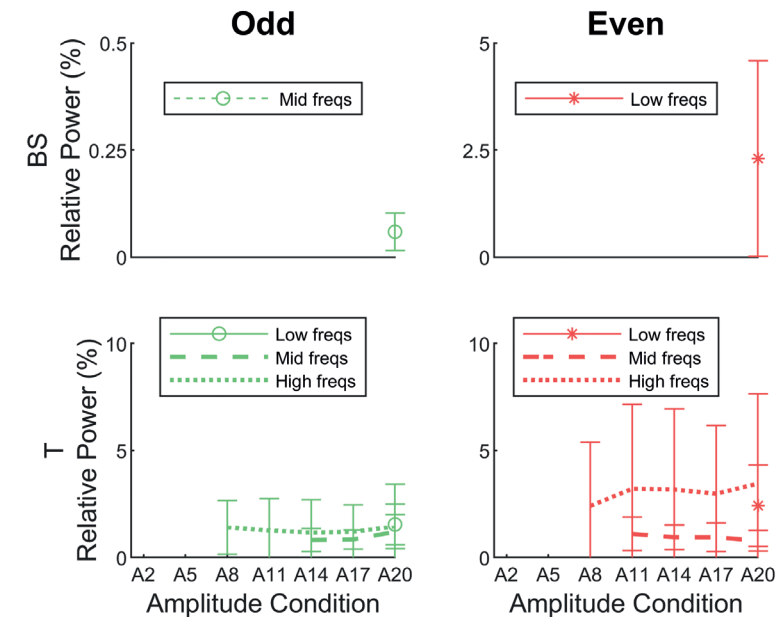 Odd
Even
BS
Relative Power (%)
0.5
0.25
0
Mid freqs
5
2.5
0
Low freqs
T
Relative Power (%)
10
5
0
Low freqs
Mid freqs
High freqs
A2 A5 A8 A11 A14 A17 A20
Amplitude Condition
10
5
0
Low freqs
Mid freqs
High freqs
A2 A5 A8 A11 A14 A17 A20
Amplitude Condition